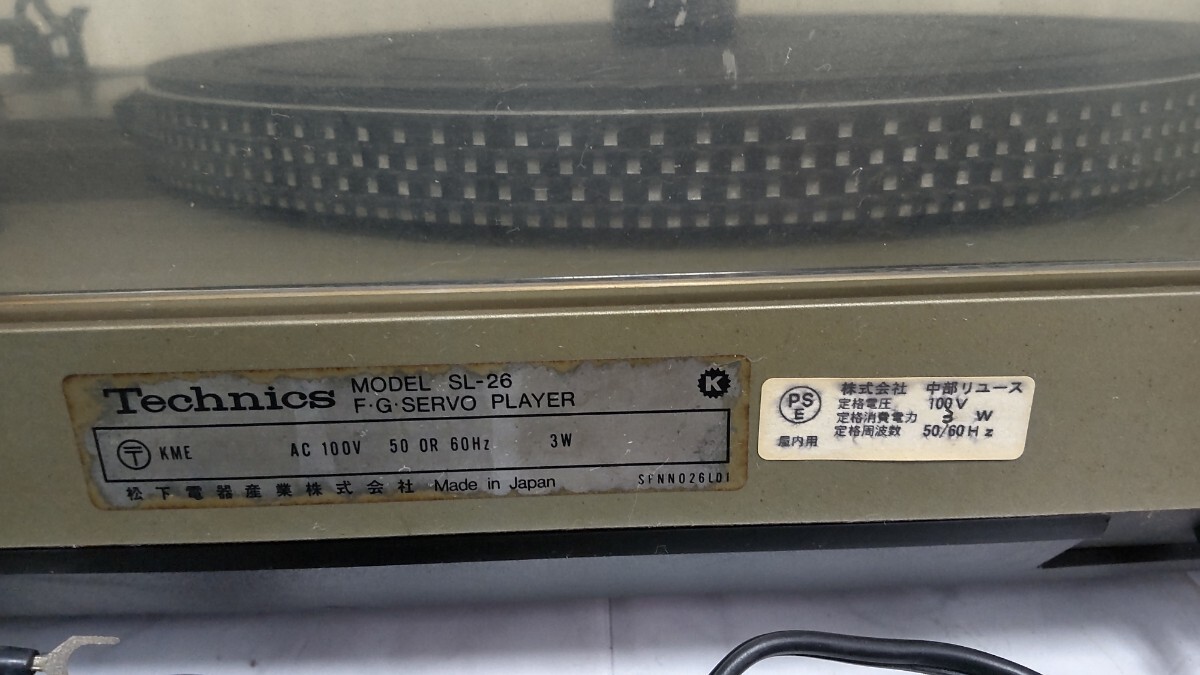 Technics MODEL SL-26
F·G·SERVO PLAYER
K
〒 KME AC 100V 50 OR 60Hz 3W
松下電器産業株式会社 Made in Japan
SFNN026L01
PS
E
屋内用
株式会社 中部リユース
定格電圧 100V
定格消費電力 3 W
定格周波数 50/60Hz